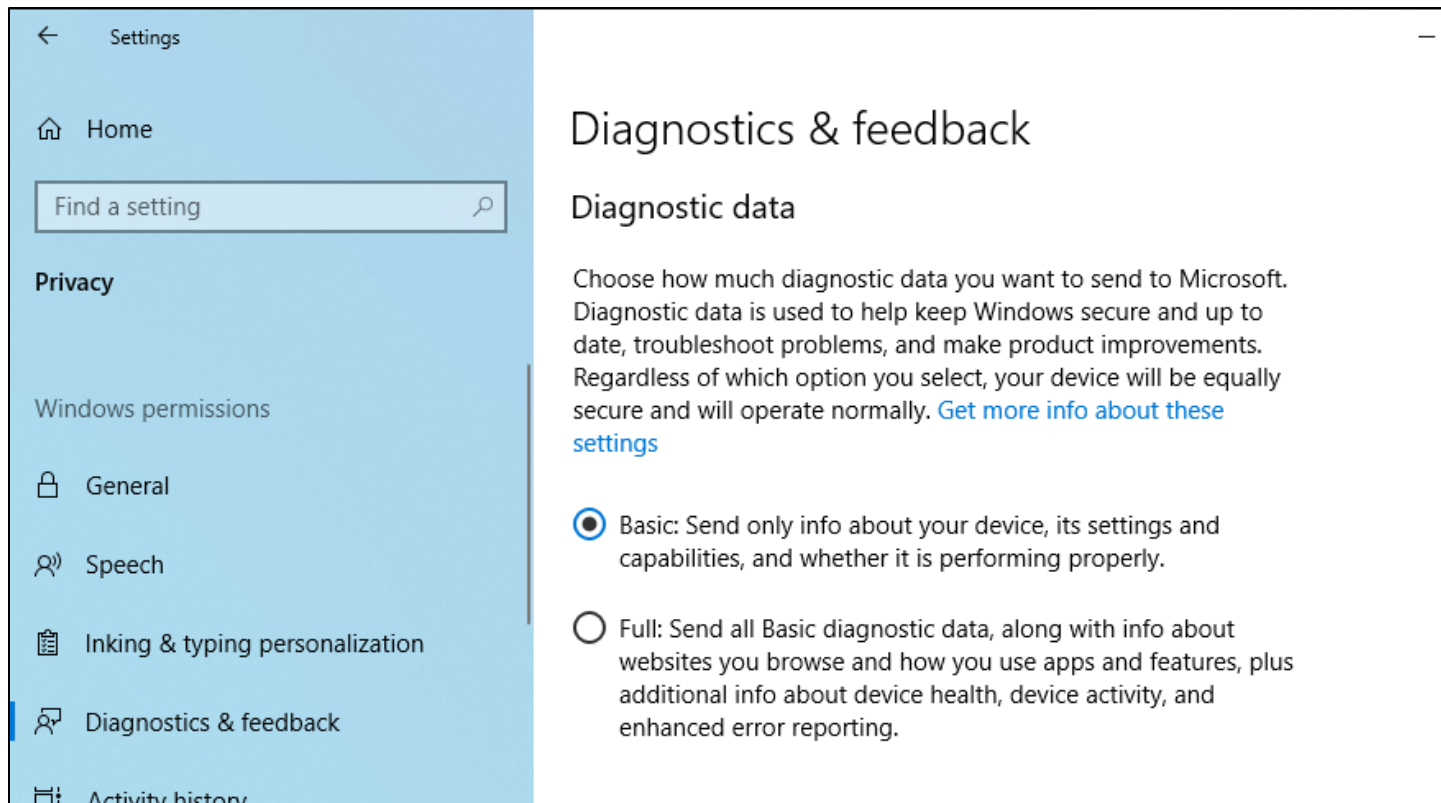 Settings
Home
Find a setting
Privacy
Windows permissions
General
Speech
Inking & typing personalization
Diagnostics & feedback
Activity history
Diagnostics & feedback
Diagnostic data
Choose how much diagnostic data you want to send to Microsoft.
Diagnostic data is used to help keep Windows secure and up to
date, troubleshoot problems, and make product improvements.
Regardless of which option you select, your device will be equally
secure and will operate normally. Get more info about these
settings
Basic: Send only info about your device, its settings and
capabilities, and whether it is performing properly.
Full: Send all Basic diagnostic data, along with info about
websites you browse and how you use apps and features, plus
additional info about device health, device activity, and
enhanced error reporting.